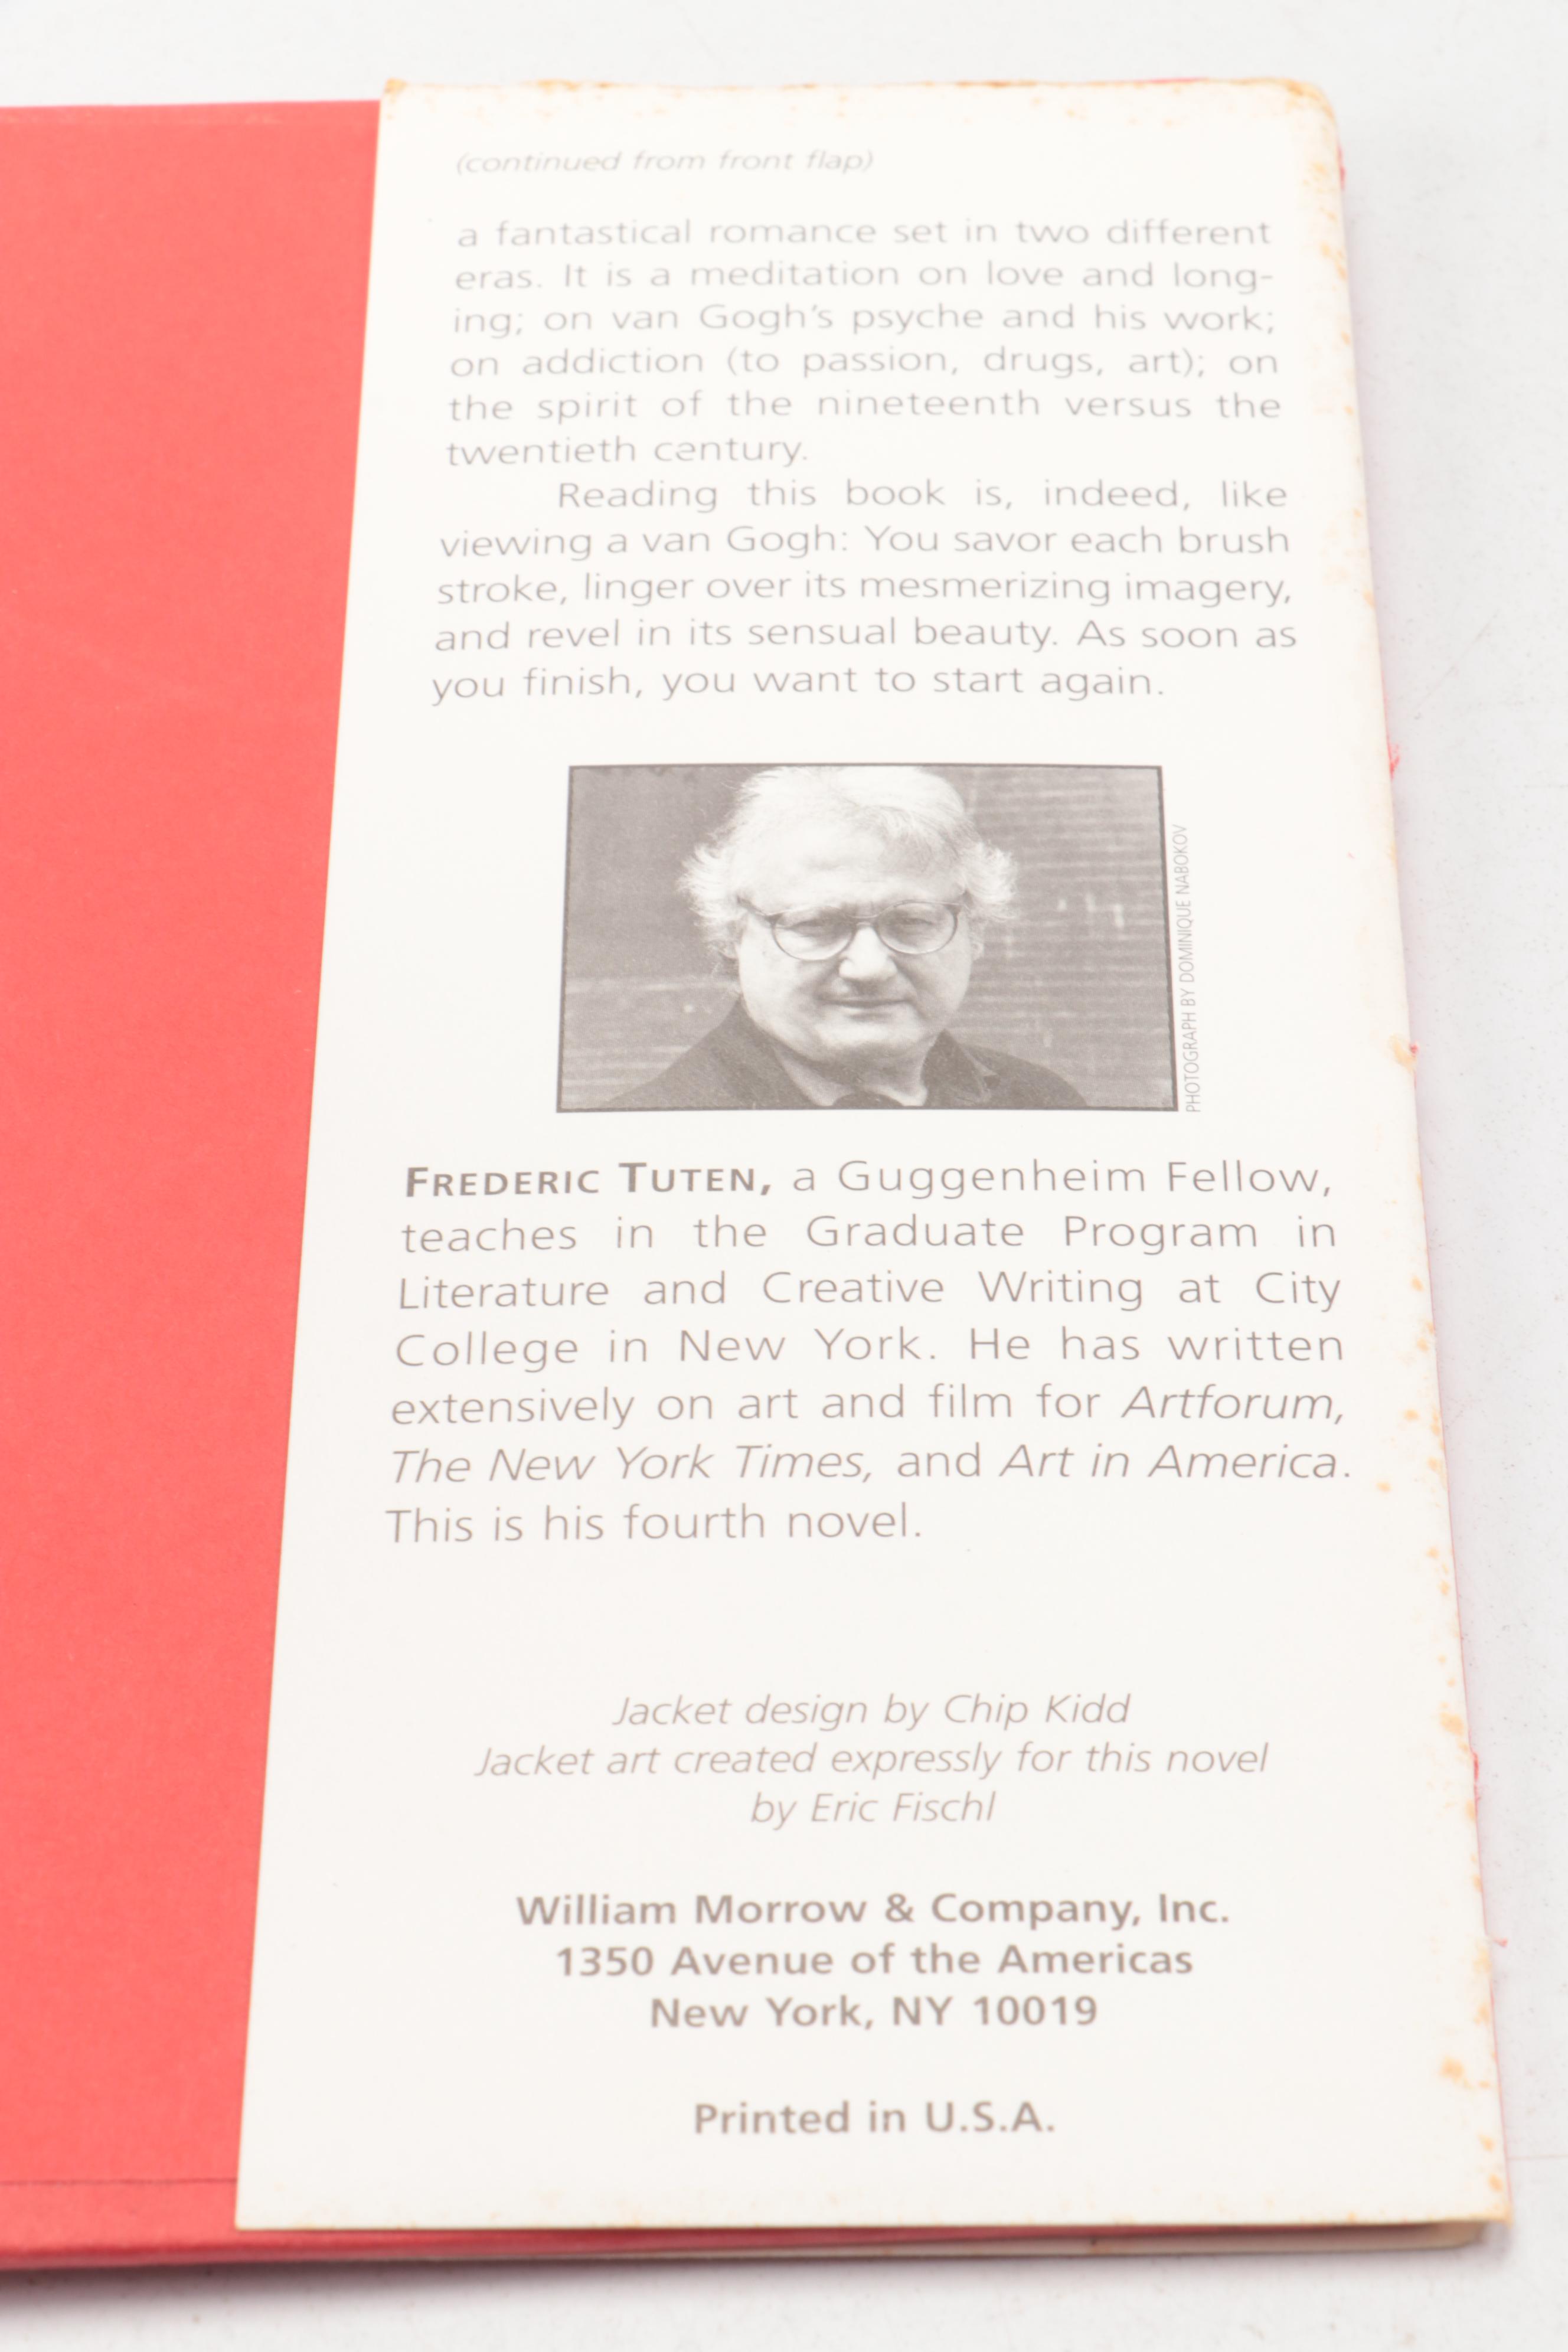 (continued from front flap)
a fantastical romance set in two different
eras. It is a meditation on love and long-
ing; on van Gogh's psyche and his work;
on addiction (to passion, drugs, art); on
the spirit of the nineteenth versus the
twentieth century.
Reading this book is, indeed, like
viewing a van Gogh: You savor each brush
stroke, linger over its mesmerizing imagery,
and revel in its sensual beauty. As soon as
you finish, you want to start again.
PHOTOGRAPH BY DOMINIQUE NABOKOV
FREDERIC TUTEN, a Guggenheim Fellow,
teaches in the Graduate Program in
Literature and Creative Writing at City
College in New York. He has written
extensively on art and film for Artforum,
The New York Times, and Art in America.
This is his fourth novel.
Jacket design by Chip Kidd
Jacket art created expressly for this novel
by Eric Fischl
William Morrow & Company, Inc.
1350 Avenue of the Americas
New York, NY 10019
Printed in U.S.A.